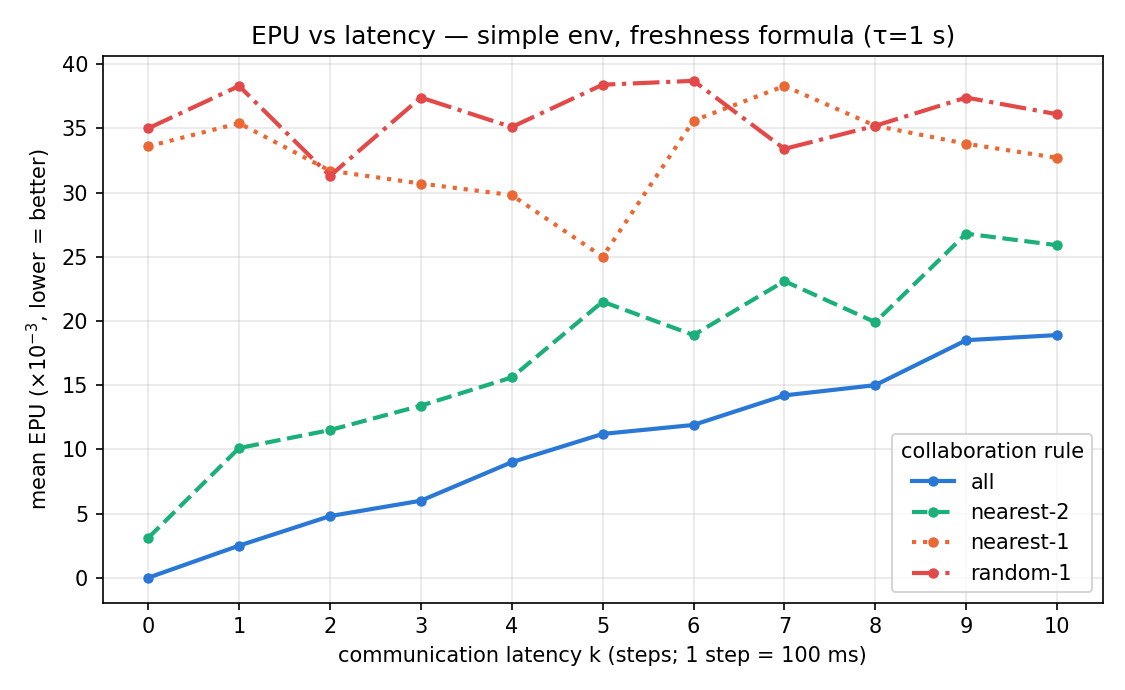 EPU vs latency — simple env, freshness formula (τ=1 s)
mean EPU (×10⁻³, lower = better)
40
35
30
25
20
15
10
5
0
0 1 2 3 4 5 6 7 8 9 10
communication latency k (steps; 1 step = 100 ms)
collaboration rule
all
nearest-2
nearest-1
random-1